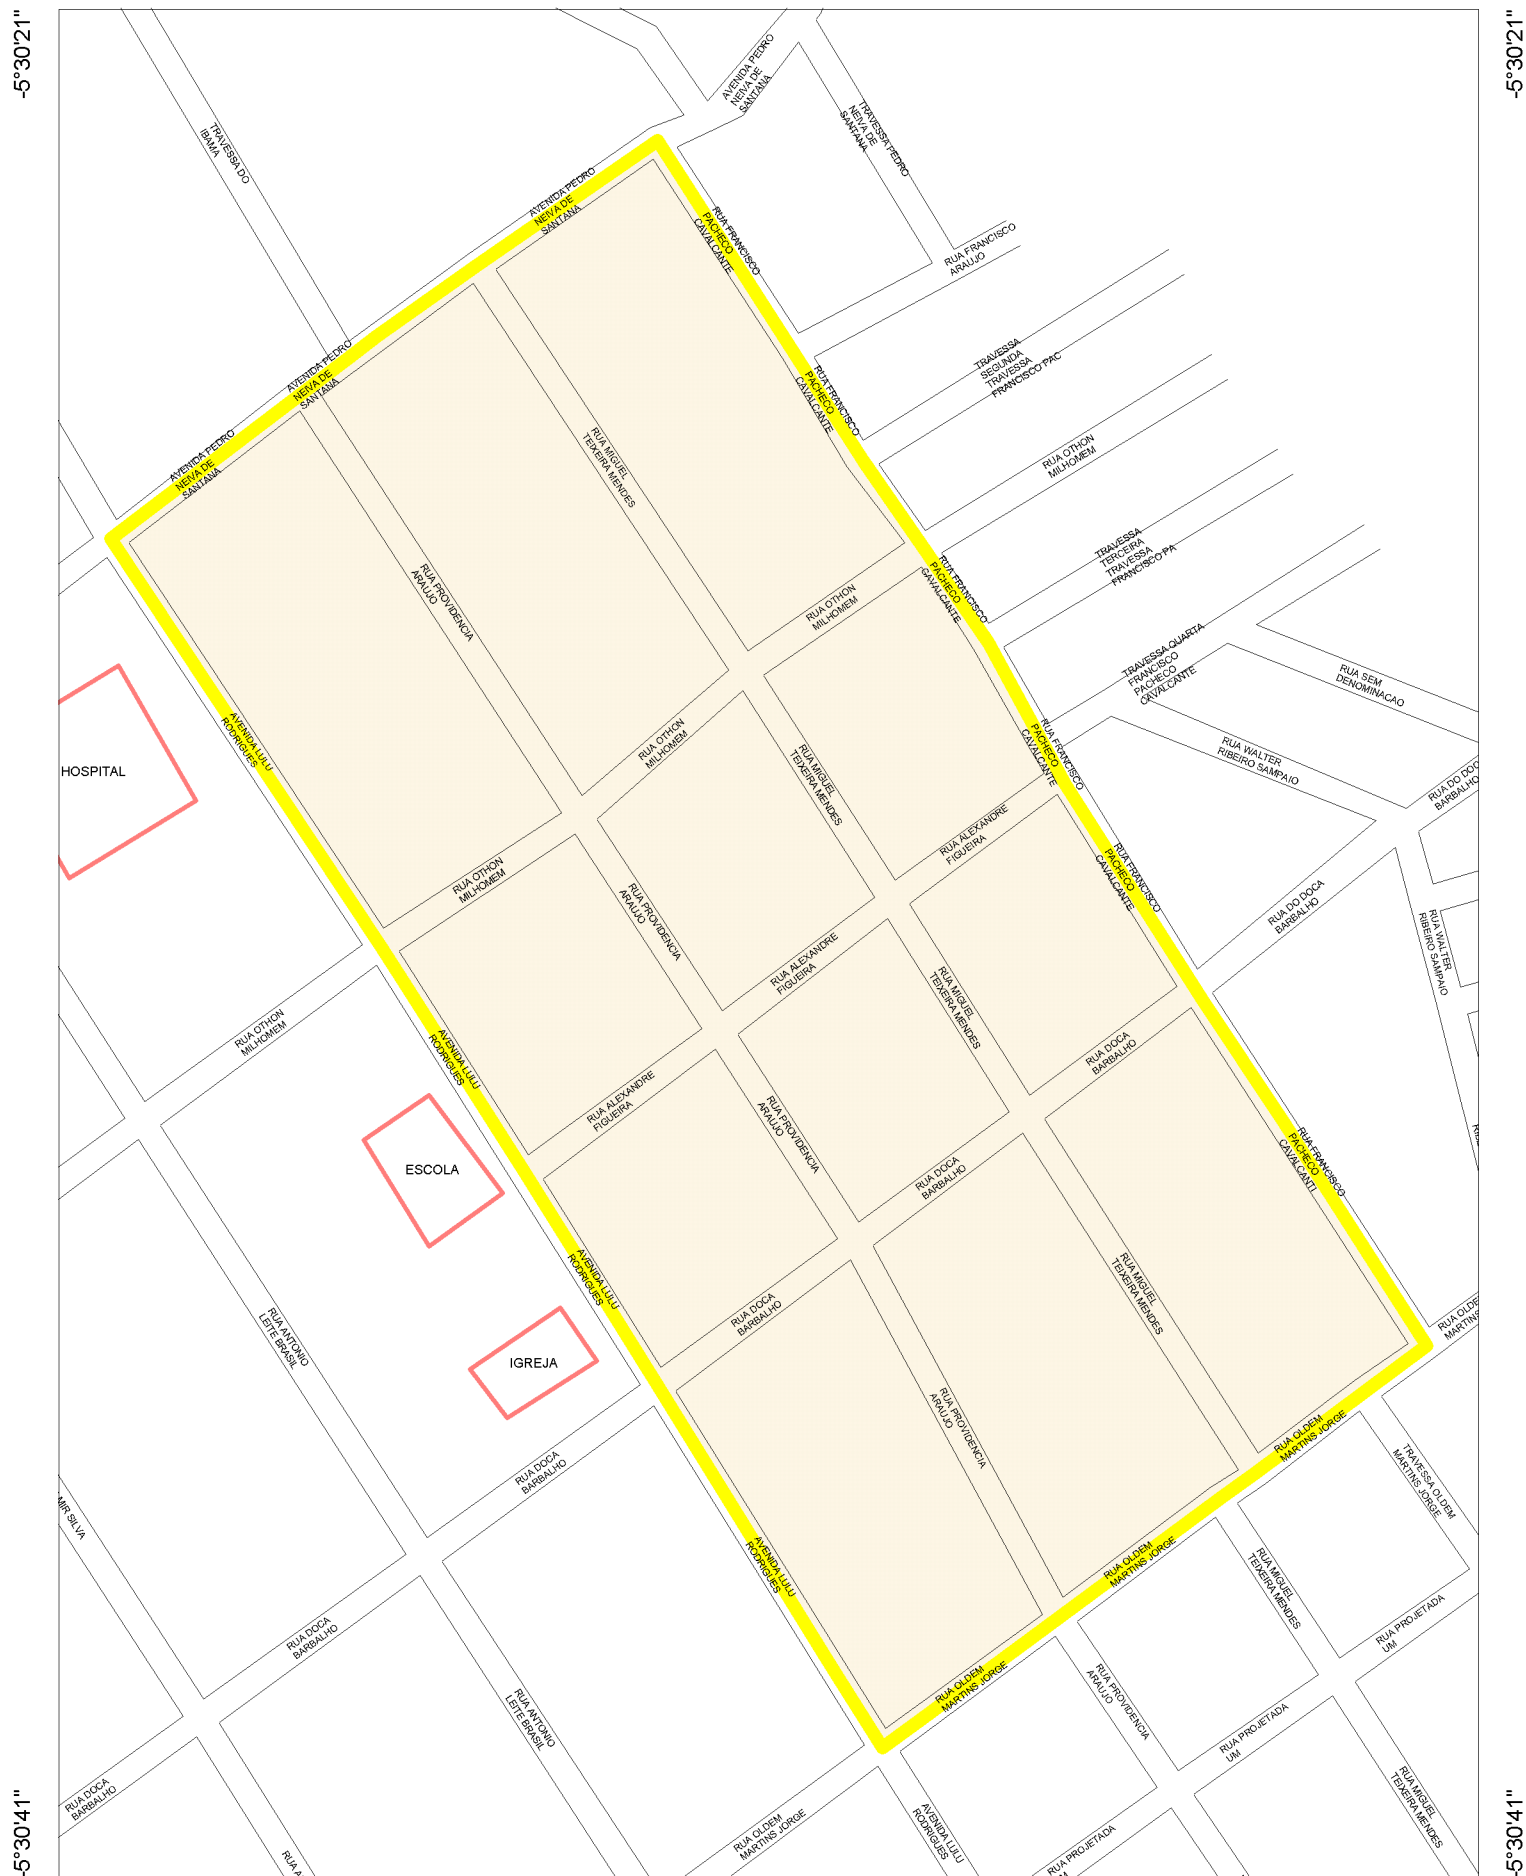 -5°30'21"
-5°30'21"
AVENIDA PEDRO
NEIVA DE
SANTANA
TRAVESSA PEDRO
NEIVA DE
SANTANA
TRAVESSA DO
IBAMA
AVENIDA PEDRO
NEIVA DE
SANTANA
RUA FRANCISCO
PACHECO
CAVALCANTE
RUA FRANCISCO
ARAUJO
AVENIDA PEDRO
NEIVA DE
SANTANA
TRAVESSA
SEGUNDA
TRAVESSA
FRANCISCO PAC
RUA FRANCISCO
PACHECO
CAVALCANTE
AVENIDA PEDRO
NEIVA DE
SANTANA
RUA MIGUEL
TEIXEIRA MENDES
RUA OTHON
MILHOMEM
TRAVESSA
TERCEIRA
TRAVESSA
FRANCISCO PA
RUA PROVIDENCIA
ARAUJO
RUA FRANCISCO
PACHECO
CAVALCANTE
RUA OTHON
MILHOMEM
TRAVESSA QUARTA
FRANCISCO
PACHECO
CAVALCANTE
RUA SEM
DENOMINACAO
AVENIDA LULU
RODRIGUES
RUA OTHON
MILHOMEM
RUA FRANCISCO
PACHECO
CAVALCANTE
RUA WALTER
RIBEIRO SAMPAIO
RUA MIGUEL
TEIXEIRA MENDES
HOSPITAL
RUA DO DOC
BARBALHO
RUA ALEXANDRE
FIGUEIRA
RUA OTHON
MILHOMEM
RUA FRANCISCO
PACHECO
CAVALCANTE
RUA PROVIDENCIA
ARAUJO
RUA DO DOCA
BARBALHO
RUA WALTER
RIBEIRO SAMPAIO
RUA ALEXANDRE
FIGUEIRA
RUA MIGUEL
TEIXEIRA MENDES
RUA OTHON
MILHOMEM
AVENIDA LULU
RODRIGUES
RUA DOCA
BARBALHO
RUA ALEXANDRE
FIGUEIRA
RUA PROVIDENCIA
ARAUJO
ESCOLA
RUA DOCA
BARBALHO
RUA FRANCISCO
PACHECO
CAVALCANTI
AVENIDA LULU
RODRIGUES
RUA MIGUEL
TEIXEIRA MENDES
RUA DOCA
BARBALHO
RUA ANTONIO
LEITE BRASIL
RUA OLDE
MARTINS
IGREJA
RUA PROVIDENCIA
ARAUJO
RUA OLDEM
MARTINS JORGE
TRAVESSA OLDEM
MARTINS JORGE
RUA DOCA
BARBALHO
MIR SILVA
AVENIDA LULU
RODRIGUES
RUA OLDEM
MARTINS JORGE
RUA MIGUEL
TEIXEIRA MENDES
RUA DOCA
BARBALHO
RUA PROJETADA
UM
RUA OLDEM
MARTINS JORGE
RUA ANTONIO
LEITE BRASIL
RUA PROVIDENCIA
ARAUJO
RUA PROJETADA
UM
RUA DOCA
BARBALHO
RUA MIGUEL
TEIXEIRA MENDES
AVENIDA LULU
RODRIGUES
RUA OLDEM
MARTINS JORGE
RUA PROJETADA
-5°30'41"
-5°30'41"